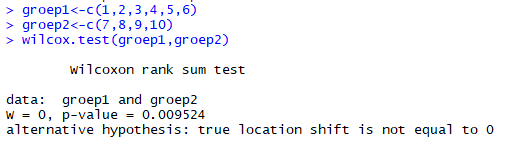 > groep1<-c(1,2,3,4,5,6)
> groep2<-c(7,8,9,10)
> wilcox.test(groep1,groep2)
Wilcoxon rank sum test
data:  groep1 and groep2
W = 0, p-value = 0.009524
alternative hypothesis: true location shift is not equal to 0